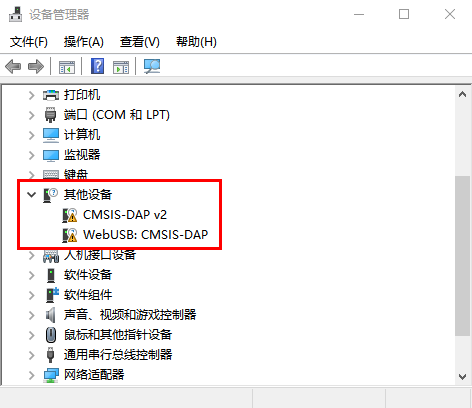 设备管理器
文件(F) 操作(A) 查看(V) 帮助(H)
打印机
端口 (COM 和 LPT)
计算机
监视器
键盘
其他设备
CMSIS-DAP v2
WebUSB: CMSIS-DAP
人机接口设备
软件设备
软件组件
声音、视频和游戏控制器
鼠标和其他指针设备
通用串行总线控制器
网络适配器